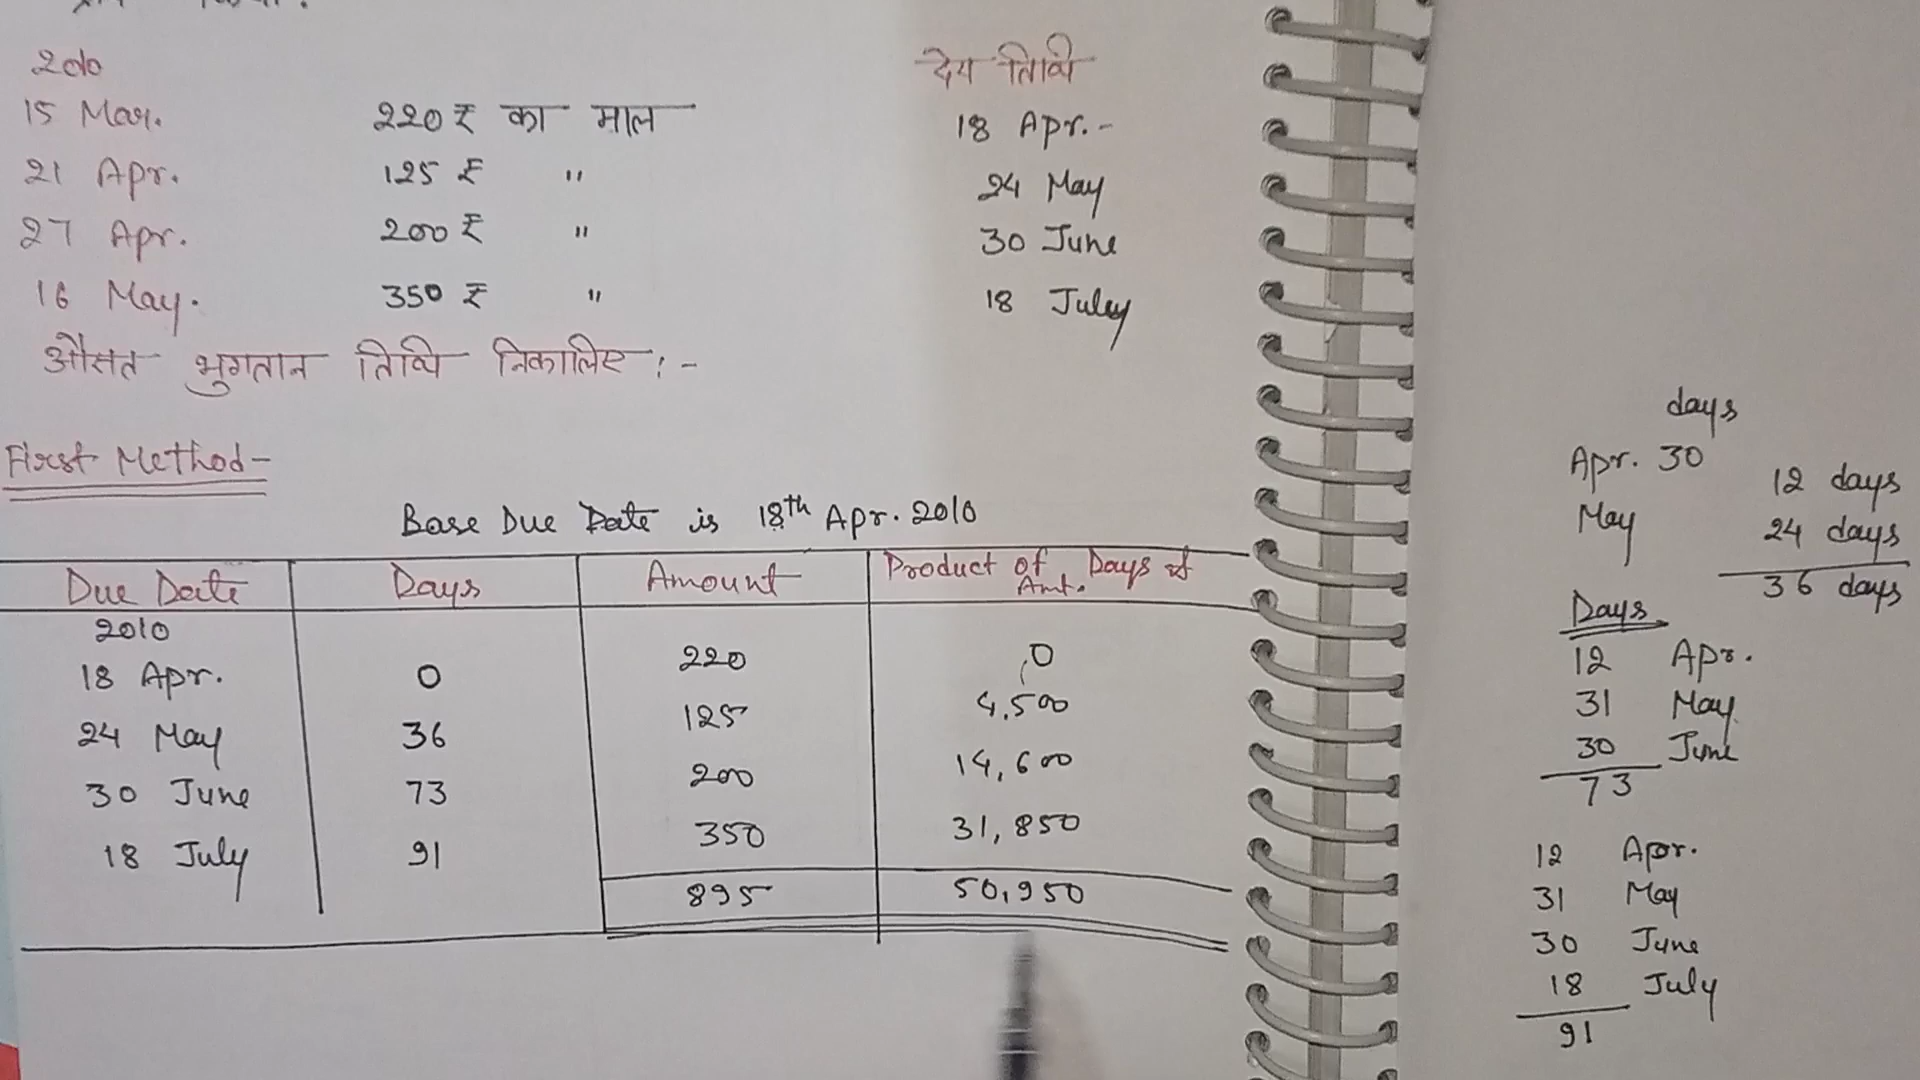 2010
15 Mar. 220 ₹ का माल
21 Apr. 125 ₹ "
27 Apr. 200 ₹ "
16 May. 350 ₹ "
देय तिथि
18 Apr.-
24 May
30 June
18 July
औसत भुगतान तिथि निकालिए :-
First Method-
Base Due Date is 18th Apr. 2010
Due Date Days Amount Product of Days & Amt.
2010
18 Apr. 0 220 0
24 May 36 125 4,500
30 June 73 200 14,600
18 July 91 350 31,850
895 50,950
days
Apr. 30 12 days
May 24 days
36 days
Days
12 Apr.
31 May
30 June
73
12 Apr.
31 May
30 June
18 July
91